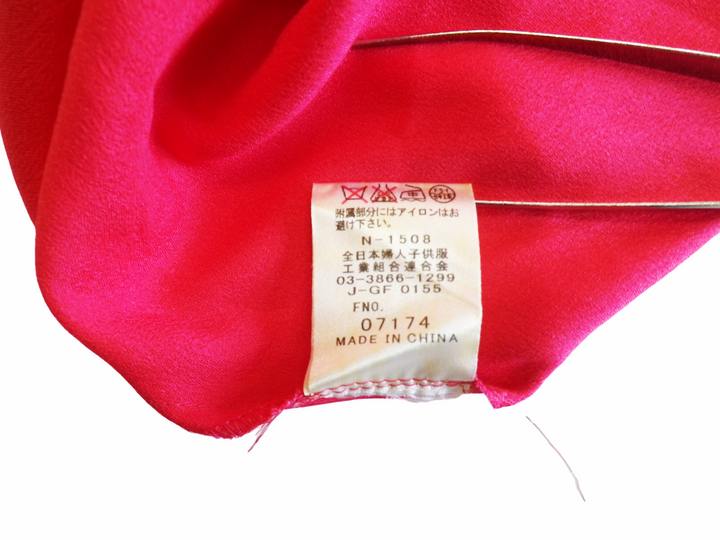 附属部分にはアイロンはお
避け下さい。
N-1508
全日本婦人子供服
工業組合連合会
03-3866-1299
J-GF 0155
FNO.
07174
MADE IN CHINA